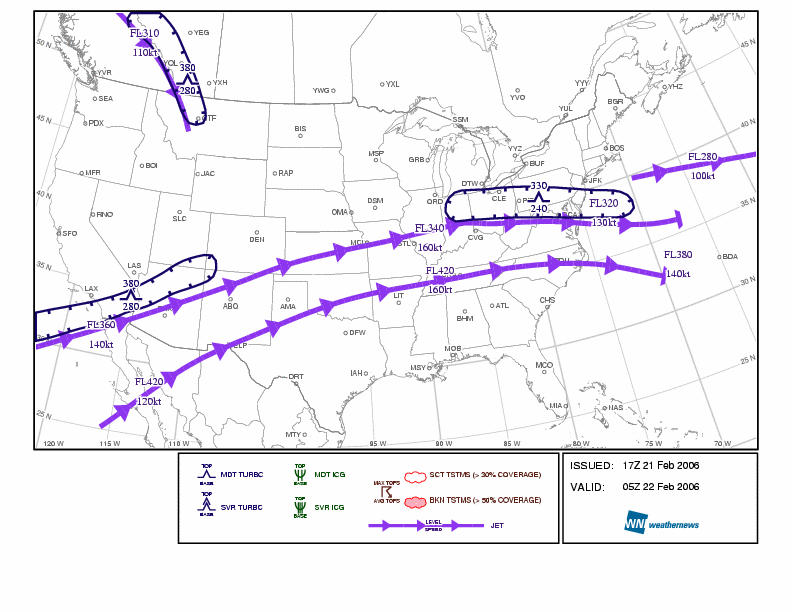 FL310
110kt
YEG
YOL
380
280
YXH
GTF
50 N
YVR
SEA
45 N
PDX
MFR
BOI
JAC
40 N
RNO
SFO
SLC
35 N
LAS
LAX
380
280
FL360
140kt
25 N
YWG
YXL
BIS
RAP
MSP
GRB
SSM
DSM
OMA
ORD
DTW
CLE
DEN
ABQ
AMA
LIT
DFW
ELP
DRT
IAH
MTY
FL420
120kt
FL340
160kt
CVG
FL420
160kt
YVO
YUL
YYY
YHZ
BGR
BOS
YYZ
BUF
JFK
330
240
FL320
130kt
45 N
40 N
35 N
30 N
25 N
FL280
100kt
FL380
140kt
BDA
CHS
ATL
BHM
MOB
MSY
MCO
MIA
NAS
120 W
115 W
110 W
95 W
90 W
85 W
80 W
75 W
70 W
TOP
BASE
MDT TURBC
TOP
BASE
SVR TURBC
TOP
BASE
MDT ICG
TOP
BASE
SVR ICG
MAX TOPS
AVG TOPS
SCT TSTMS (> 30% COVERAGE)
BKN TSTMS (> 50% COVERAGE)
LEVEL
SPEED
JET
ISSUED: 17Z 21 Feb 2006
VALID: 05Z 22 Feb 2006
WN weathernews